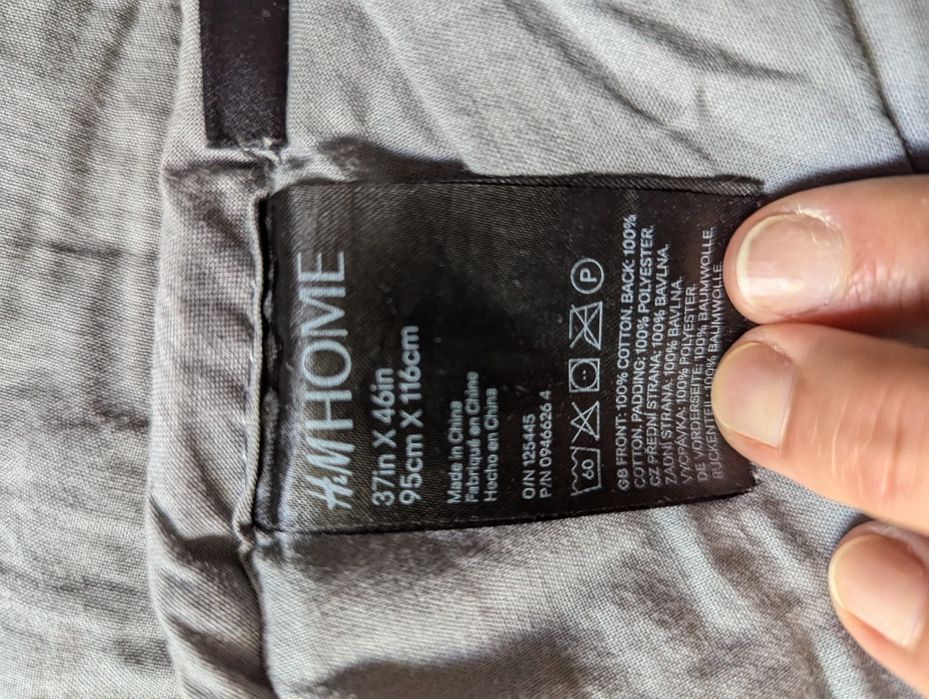 H&M HOME
37in X 46in
95cm X 116cm
Made in China
Fabriqué en Chine
Hecho en China
O/N 125445
P/N 0946626 4
60 P
GB FRONT: 100% COTTON. BACK: 100%
COTTON. PADDING: 100% POLYESTER.
CZ PŘEDNÍ STRANA: 100% BAVLNA.
ZADNÍ STRANA: 100% BAVLNA.
VÝCPÁVKA: 100% POLYESTER.
DE VORDERSEITE: 100% BAUMWOLLE.
RÜCKENTEIL: 100% BAUMWOLLE.